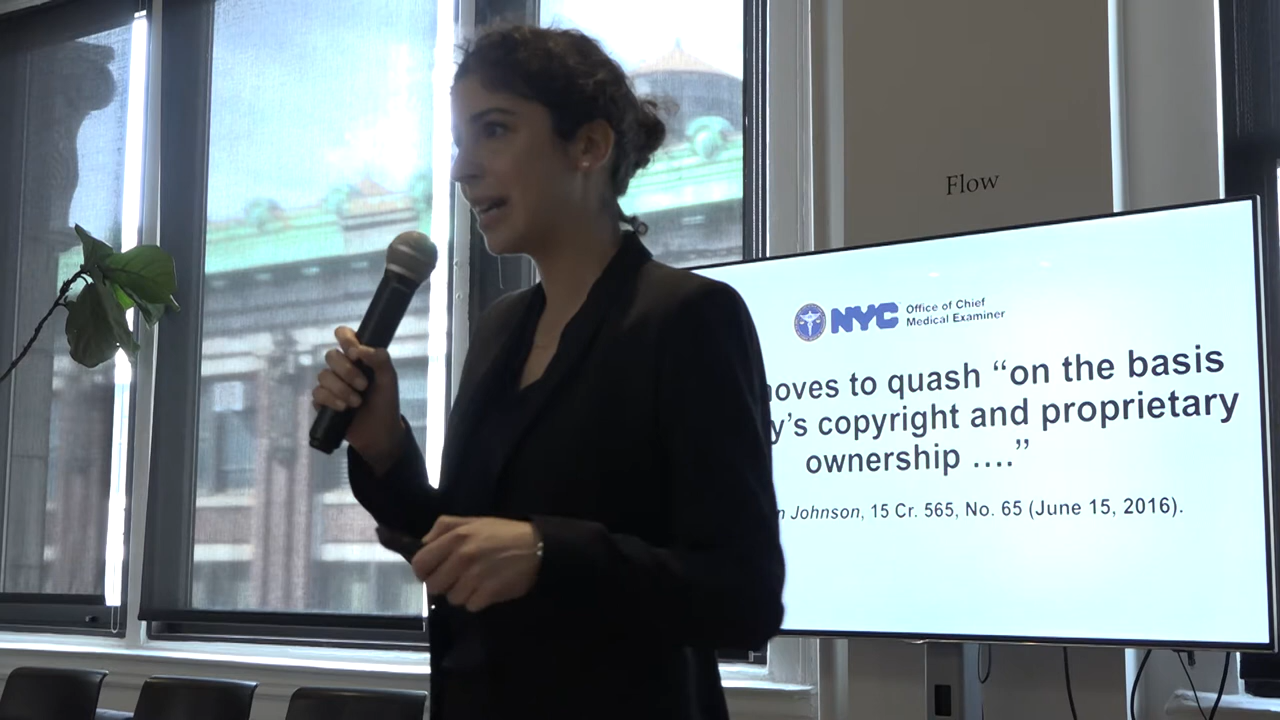 Flow
NYC Office of Chief
Medical Examiner
moves to quash “on the basis
y’s copyright and proprietary
ownership ....”
n Johnson, 15 Cr. 565, No. 65 (June 15, 2016).